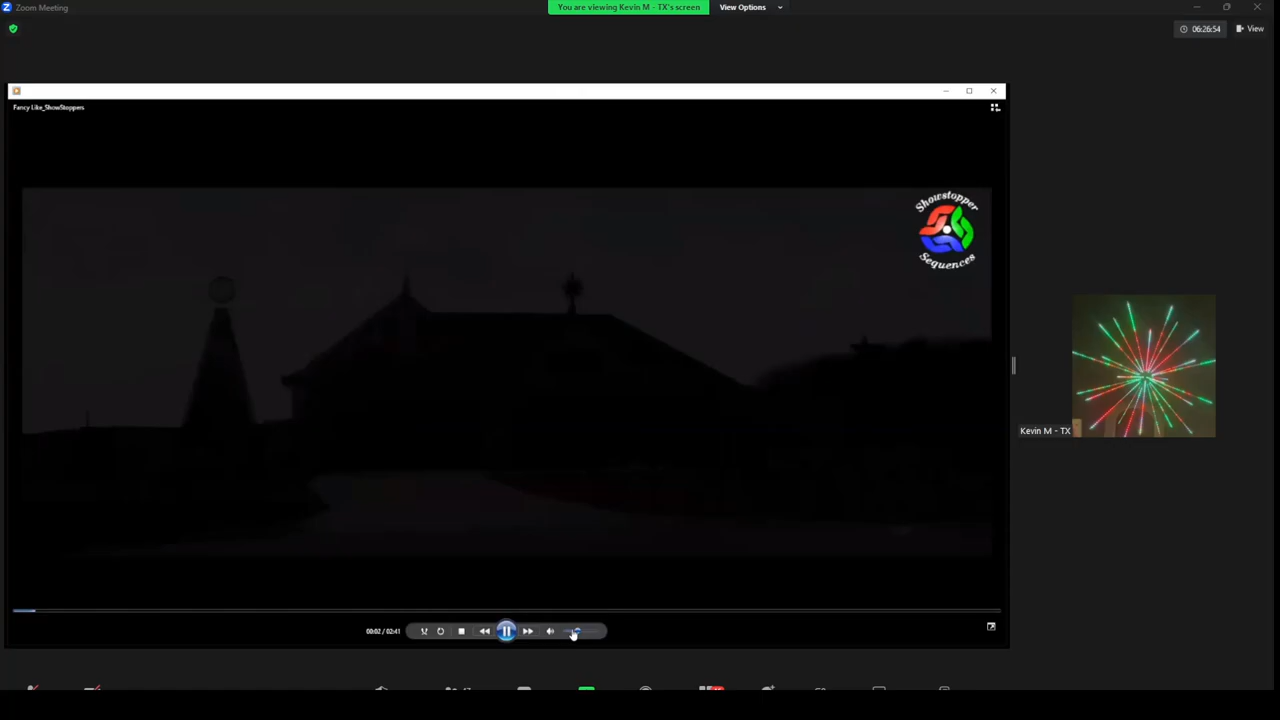 Zoom Meeting
You are viewing Kevin M - TX's screen
View Options
06:26:54
View
Fancy Like_ShowStoppers
Showstopper
Sequences
Kevin M - TX
00:02 / 02:41